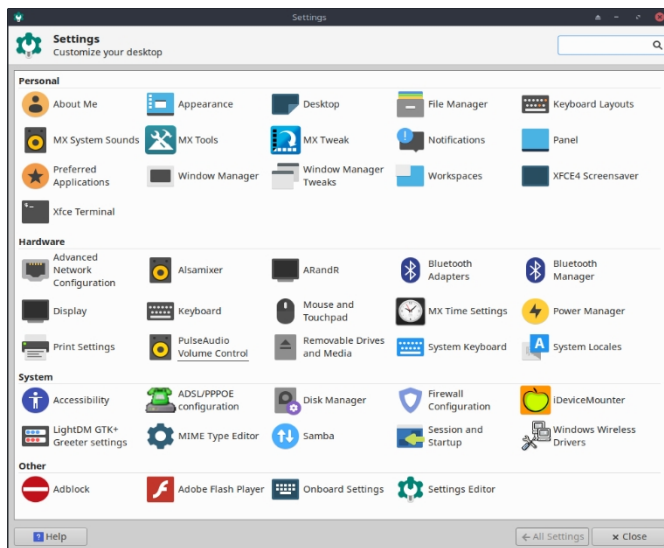 Settings
Settings
Customize your desktop
Personal
About Me
Appearance
Desktop
File Manager
Keyboard Layouts
MX System Sounds
MX Tools
MX Tweak
Notifications
Panel
Preferred
Applications
Window Manager
Window Manager
Tweaks
Workspaces
XFCE4 Screensaver
Xfce Terminal
Hardware
Advanced
Network
Configuration
Alsamixer
ARandR
Bluetooth
Adapters
Bluetooth
Manager
Display
Keyboard
Mouse and
Touchpad
MX Time Settings
Power Manager
Print Settings
PulseAudio
Volume Control
Removable Drives
and Media
System Keyboard
A
System Locales
System
Accessibility
ADSL/PPPOE
configuration
Disk Manager
Firewall
Configuration
iDeviceMounter
LightDM GTK+
Greeter settings
MIME Type Editor
Samba
Session and
Startup
Windows Wireless
Drivers
Other
Adblock
Adobe Flash Player
Onboard Settings
Settings Editor
? Help
← All Settings
× Close